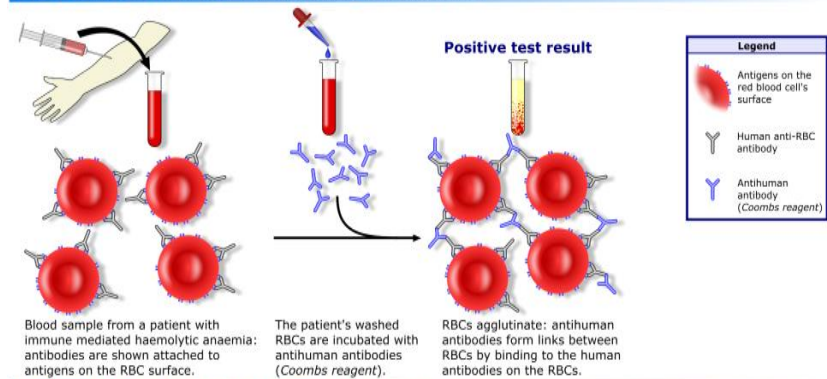 Positive test result
Legend
Antigens on the
red blood cell's
surface
Human anti-RBC
antibody
Antihuman
antibody
(Coombs reagent)
Blood sample from a patient with
immune mediated haemolytic anaemia:
antibodies are shown attached to
antigens on the RBC surface.
The patient's washed
RBCs are incubated with
antihuman antibodies
(Coombs reagent).
RBCs agglutinate: antihuman
antibodies form links between
RBCs by binding to the human
antibodies on the RBCs.